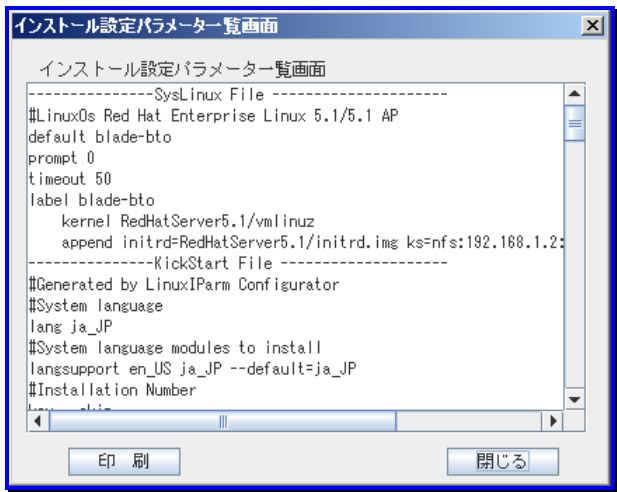 インストール設定パラメーター覧画面
インストール設定パラメーター覧画面
---------------SysLinux File ---------------------
#LinuxOs Red Hat Enterprise Linux 5.1/5.1 AP
default blade-bto
prompt 0
timeout 50
label blade-bto
kernel RedHatServer5.1/vmlinuz
append initrd=RedHatServer5.1/initrd.img ks=nfs:192.168.1.2:
---------------KickStart File --------------------
#Generated by LinuxIParm Configurator
#System language
lang ja_JP
#System language modules to install
langsupport en_US ja_JP --default=ja_JP
#Installation Number
印 刷
閉じる